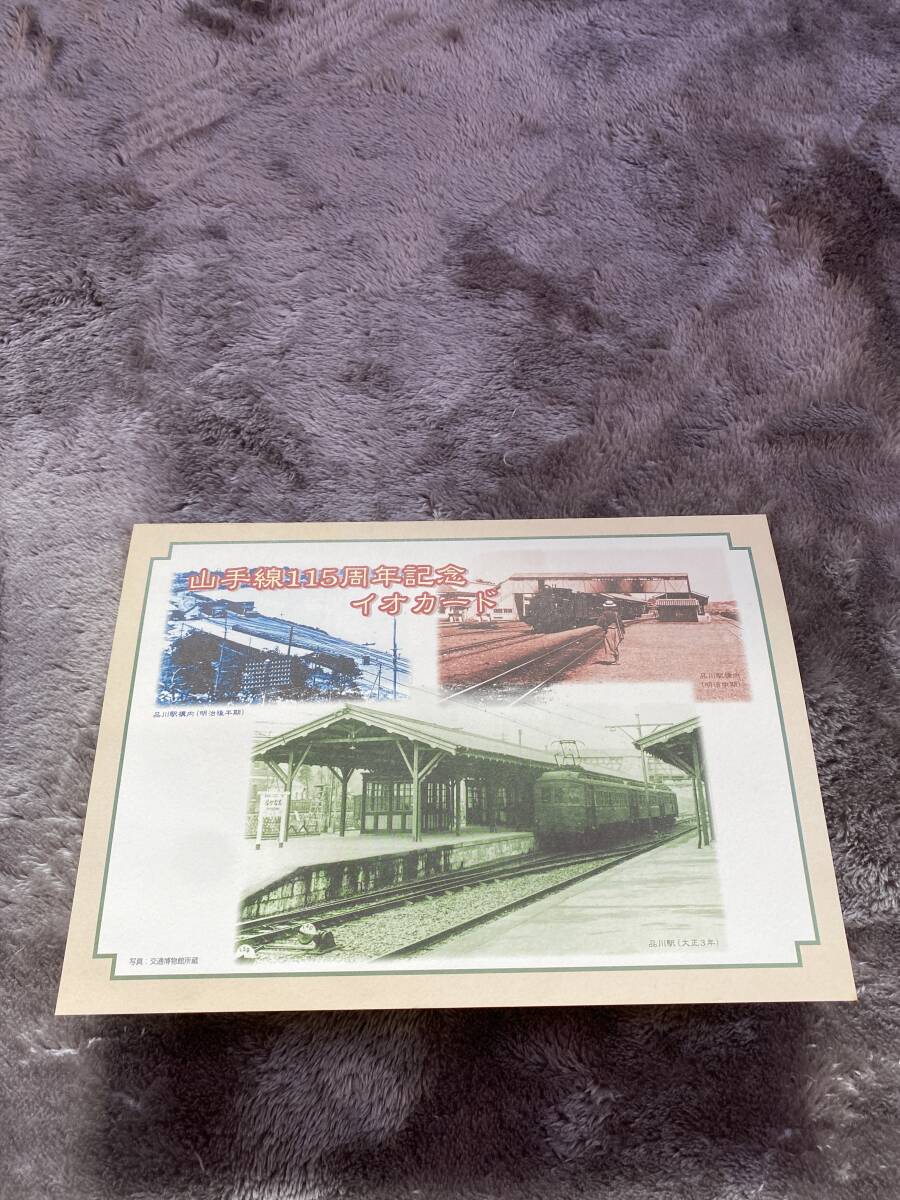 山手線115周年記念
イオカード
品川駅構内(明治後半期)
品川駅構内
(明治中期)
品川駅(大正3年)
写真:交通博物館所蔵